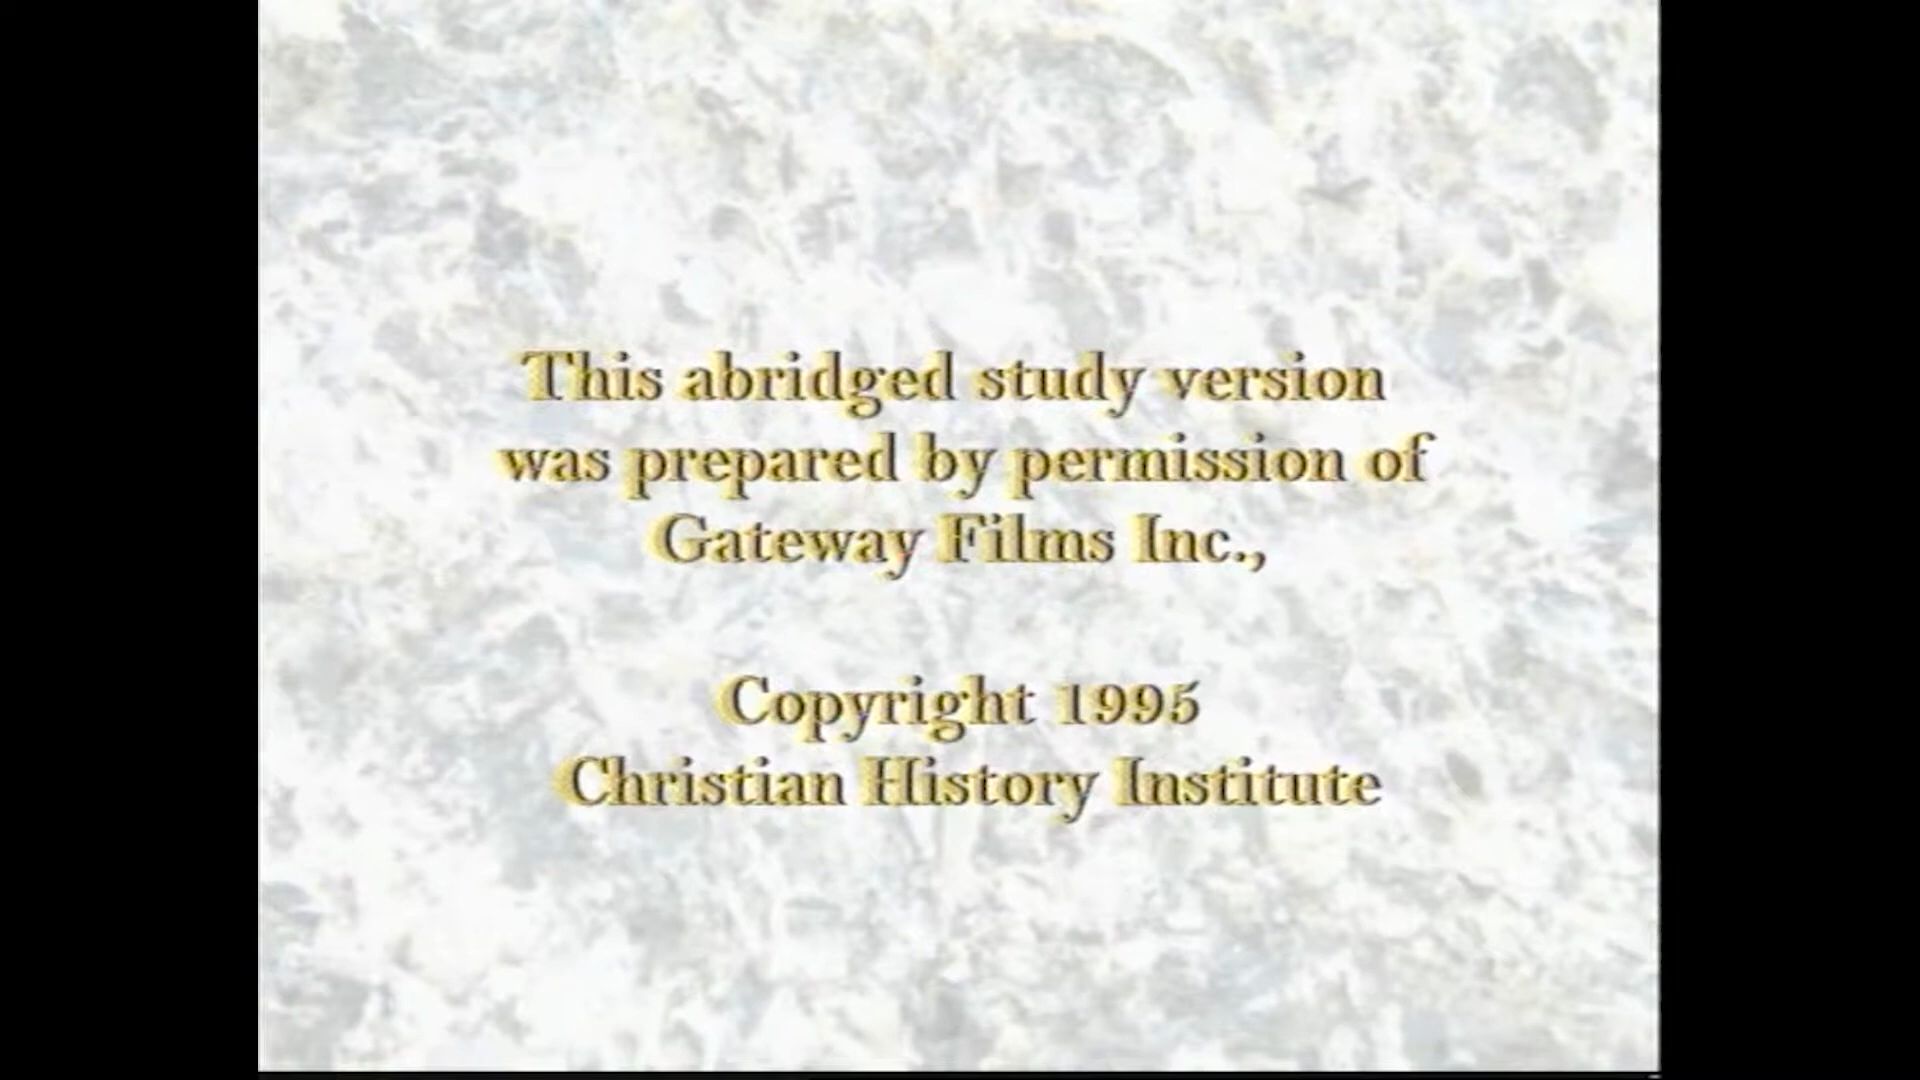 This abridged study version
was prepared by permission of
Gateway Films Inc.,
Copyright 1995
Christian History Institute